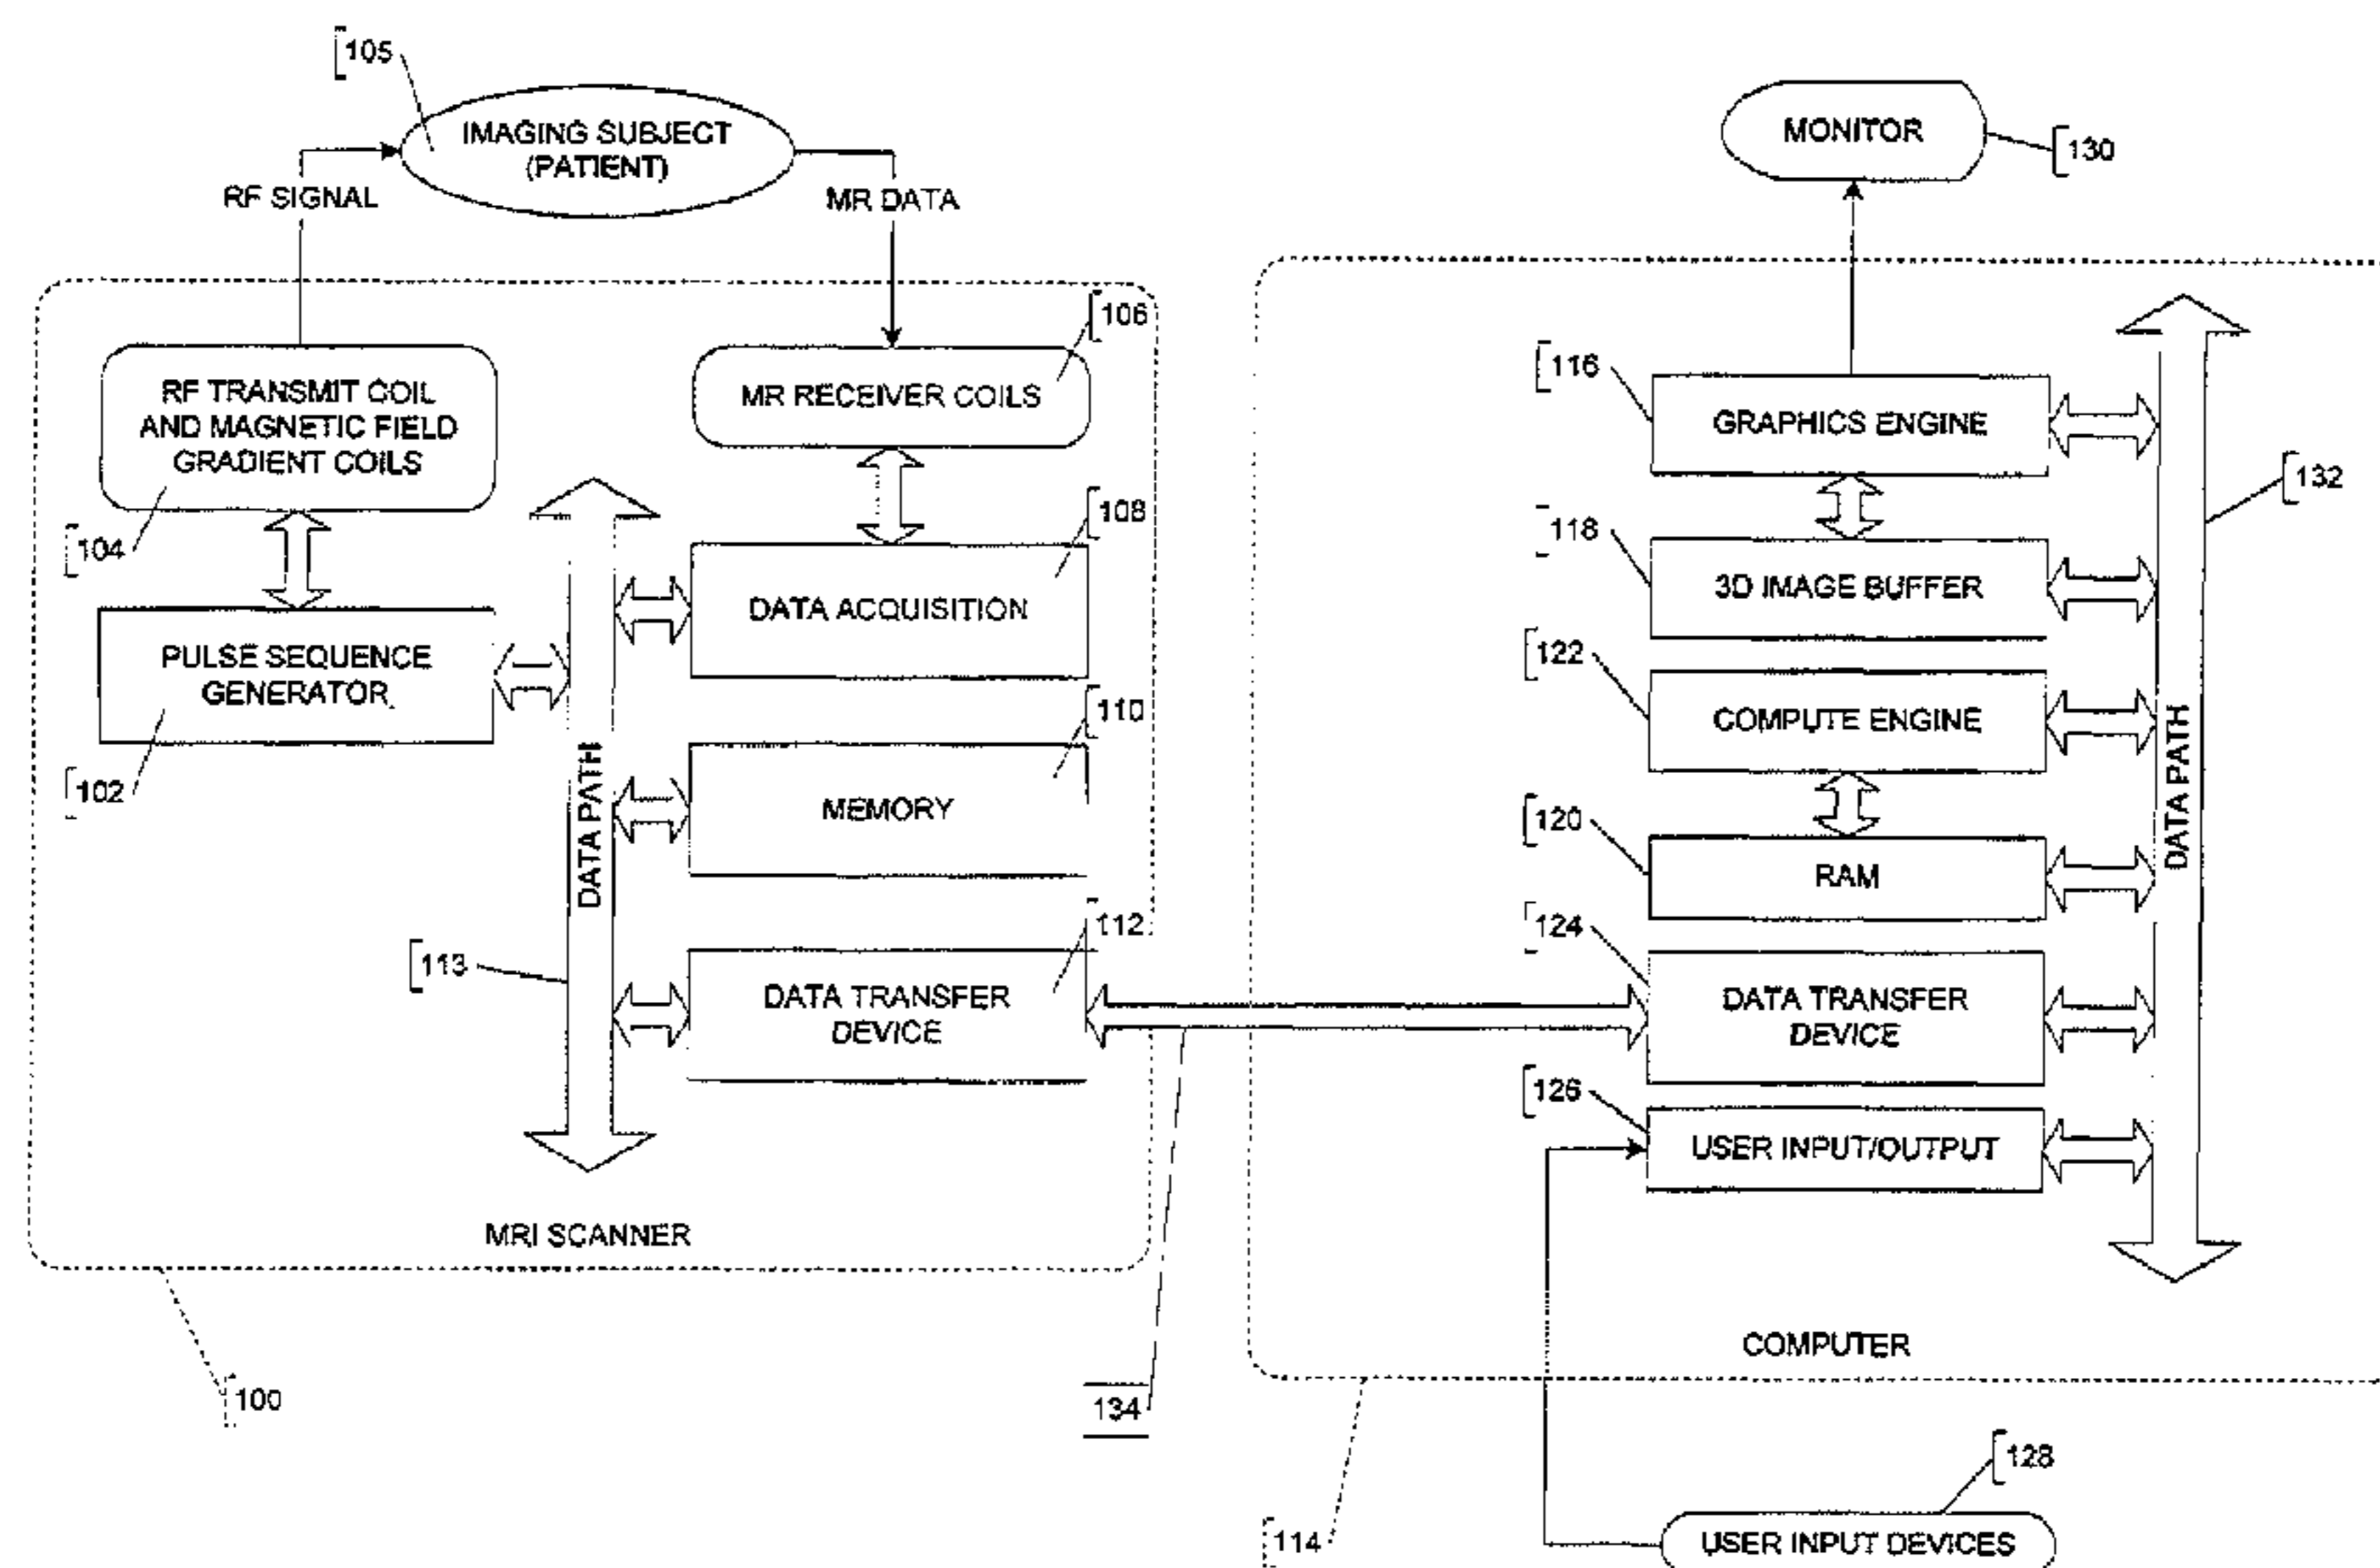 105
IMAGING SUBJECT
(PATIENT)
RF SIGNAL
MR DATA
106
RF TRANSMIT COIL
AND MAGNETIC FIELD
GRADIENT COILS
104
MR RECEIVER COILS
108
DATA ACQUISITION
PULSE SEQUENCE
GENERATOR
102
110
MEMORY
DATA PATH
113
112
DATA TRANSFER
DEVICE
MRI SCANNER
100
134
MONITOR
130
116
GRAPHICS ENGINE
132
118
3D IMAGE BUFFER
122
COMPUTE ENGINE
DATA PATH
120
RAM
124
DATA TRANSFER
DEVICE
126
USER INPUT/OUTPUT
COMPUTER
128
114
USER INPUT DEVICES